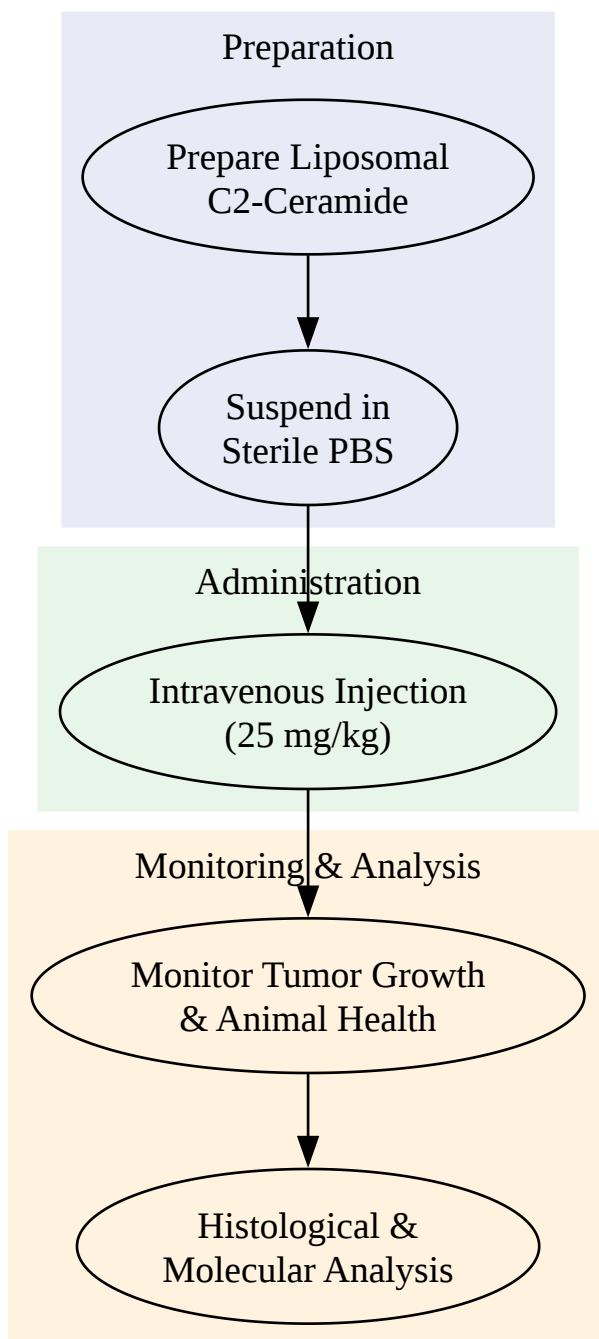 Preparation
Prepare Liposomal
C2-Ceramide
Suspend in
Sterile PBS
Administration
Intravenous Injection
(25 mg/kg)
Monitoring & Analysis
Monitor Tumor Growth
& Animal Health
Histological &
Molecular Analysis